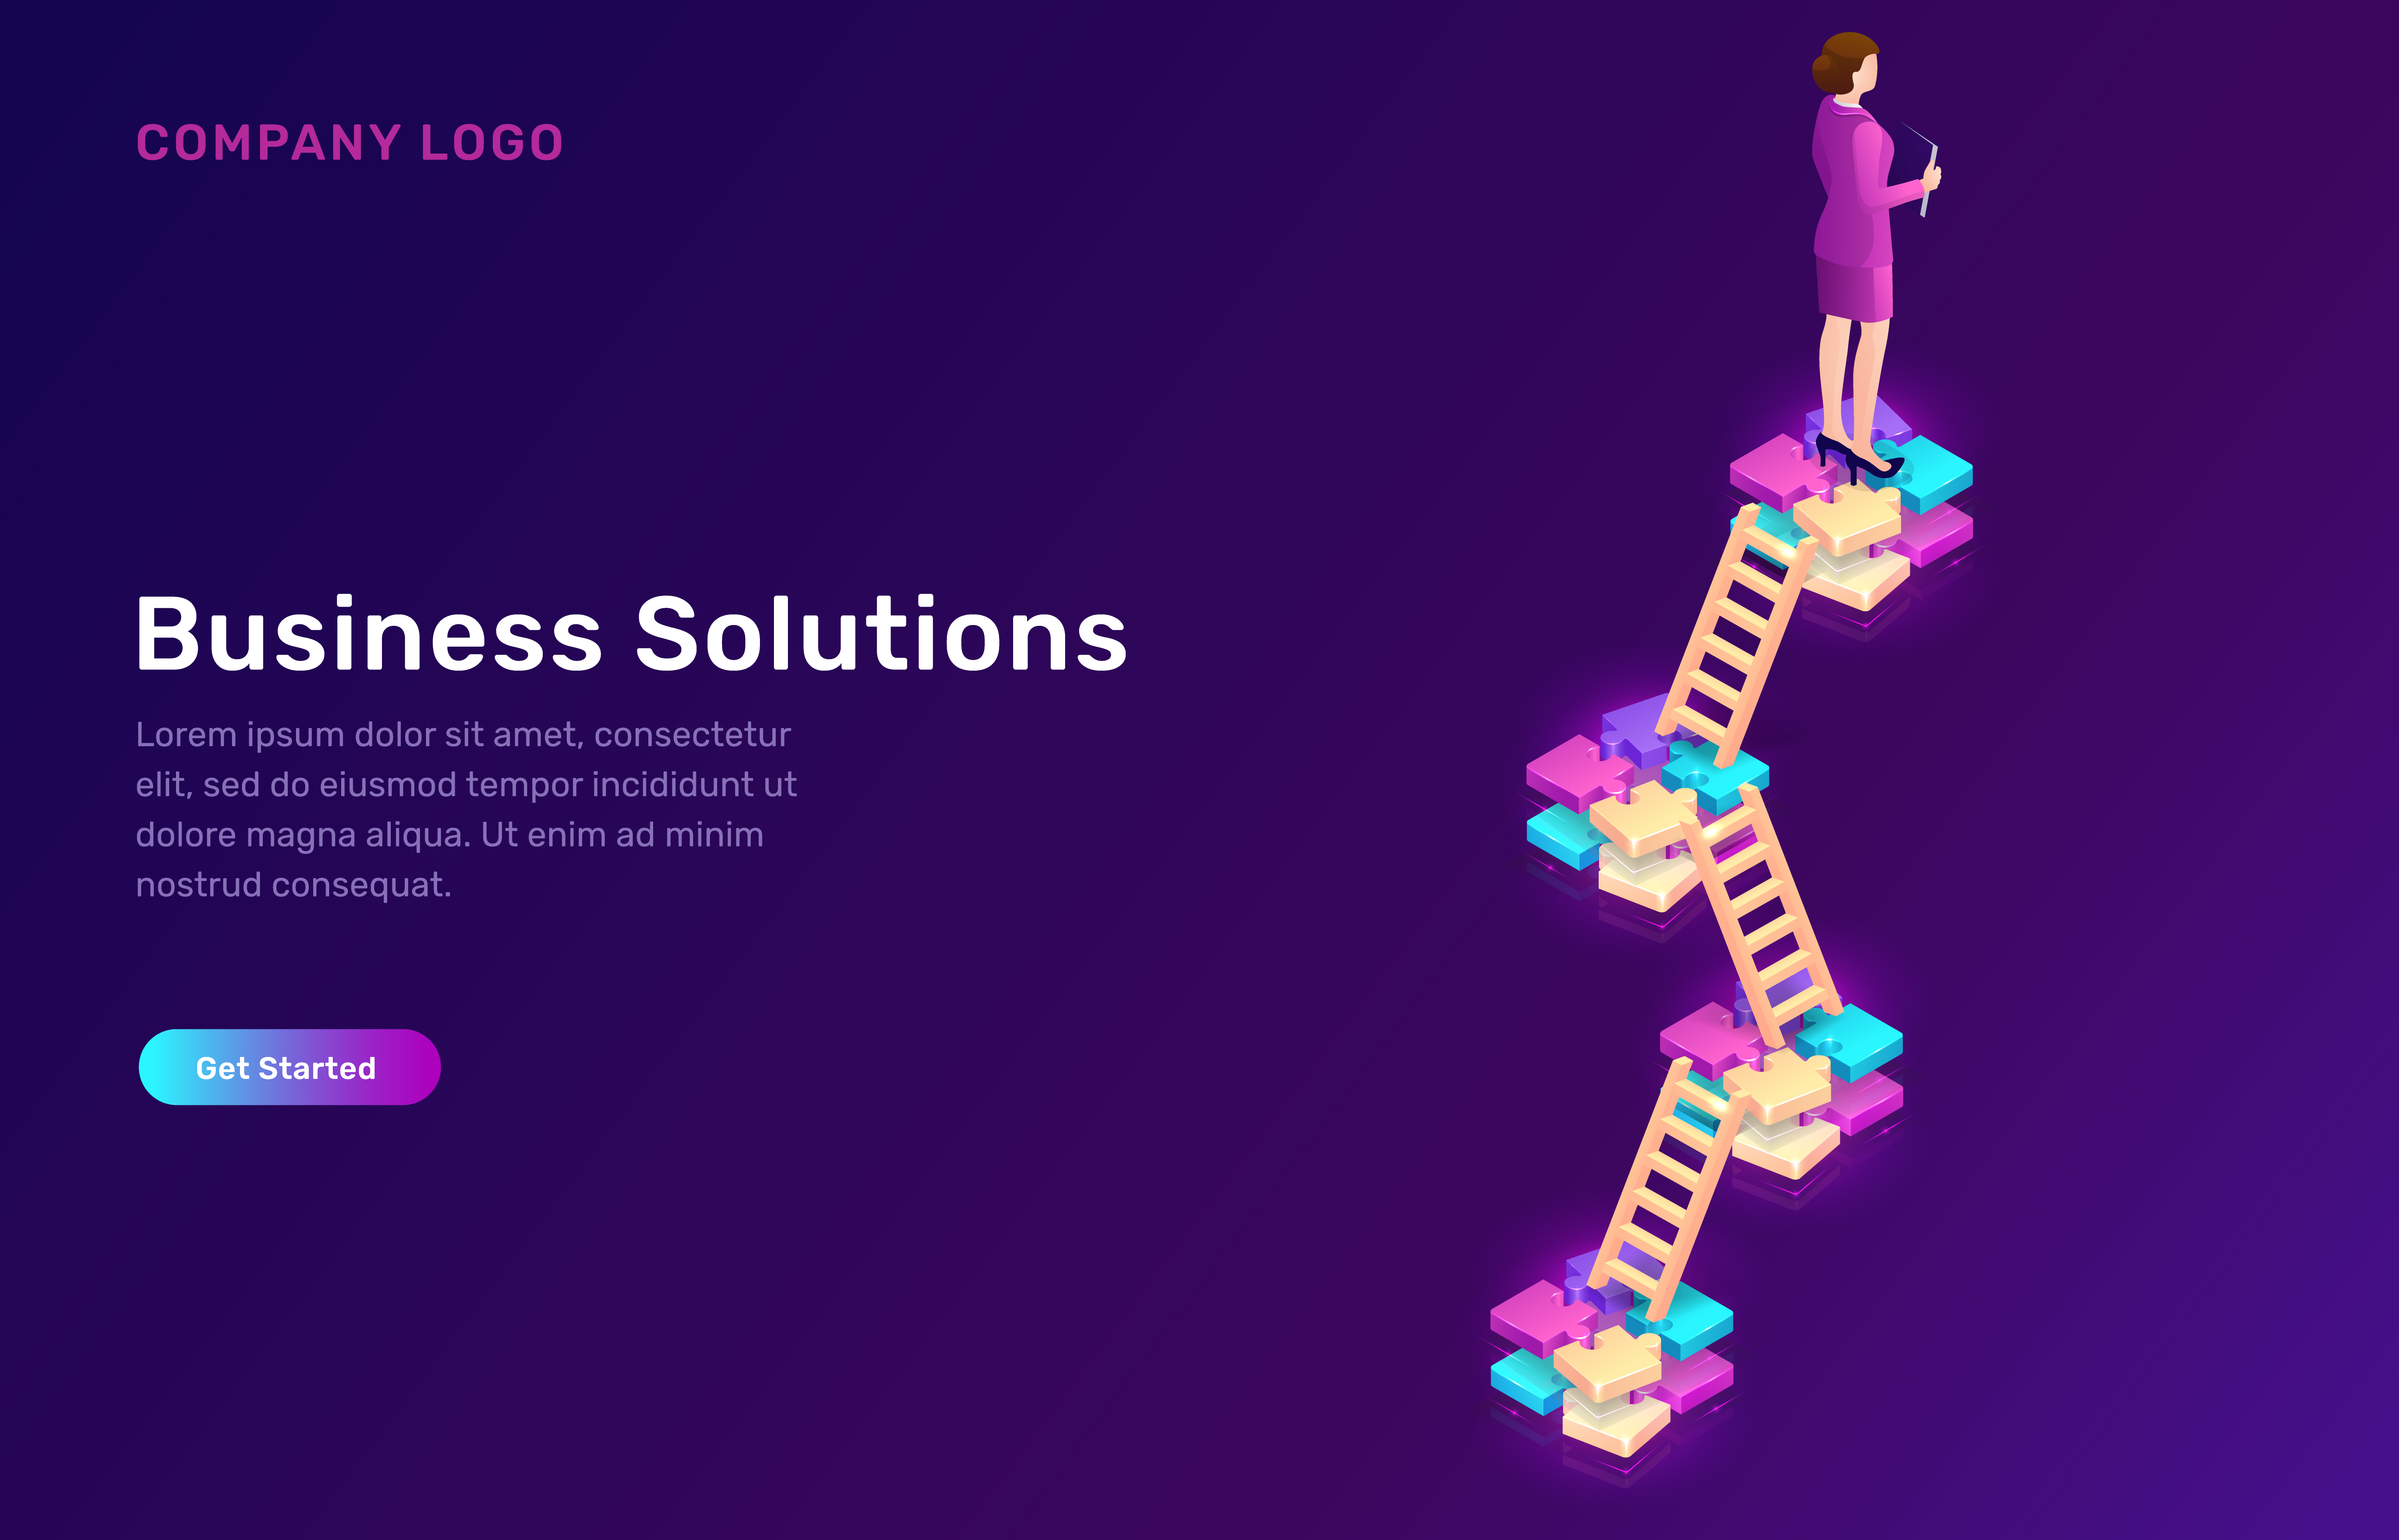 COMPANY LOGO
Business Solutions
Lorem ipsum dolor sit amet, consectetur
elit, sed do eiusmod tempor incididunt ut
dolore magna aliqua. Ut enim ad minim
nostrud consequat.
Get Started